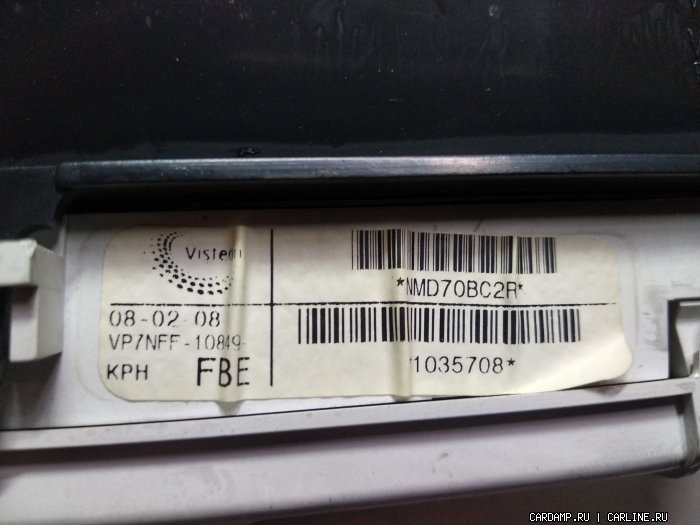 Visteon
*NMD70BC2R*
08-02-08
VP7NFF-10849-
KPH FBE
*1035708*
CARDAMP.RU | CARLINE.RU